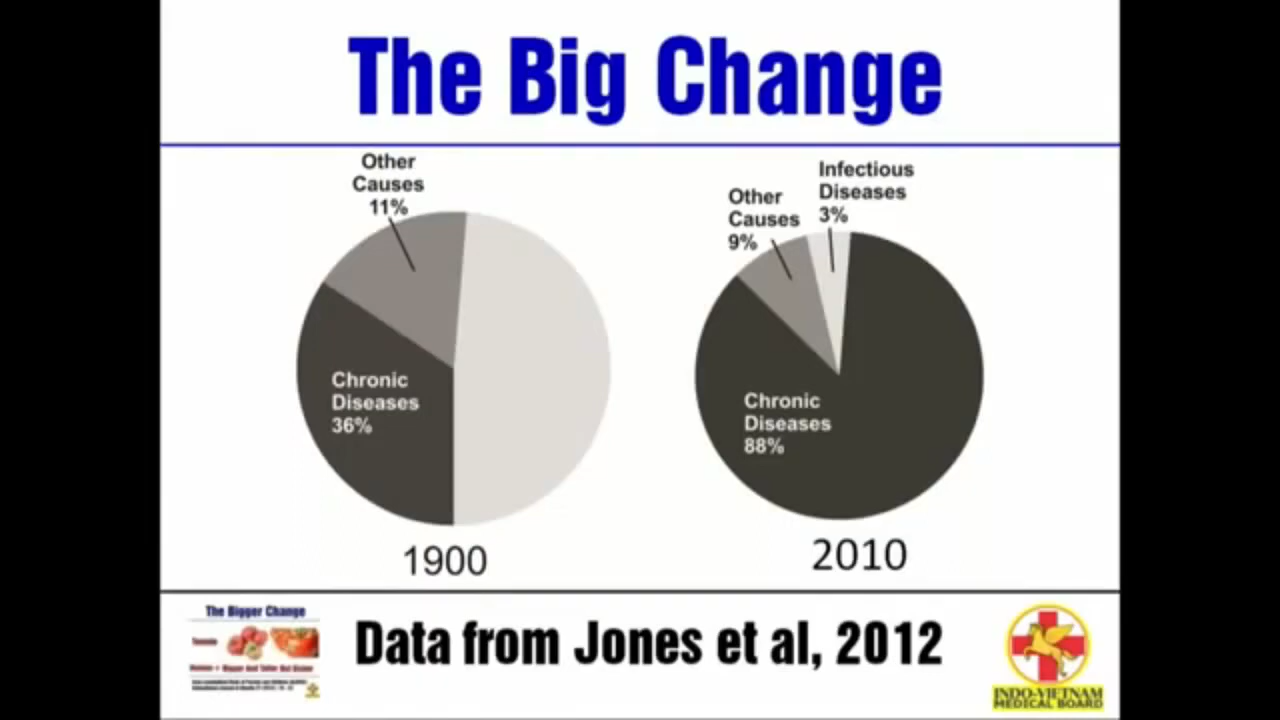 The Big Change
Other
Causes
11%
Chronic
Diseases
36%
1900
Other
Causes
9%
Infectious
Diseases
3%
Chronic
Diseases
88%
2010
The Bigger Change
Data from Jones et al, 2012
INDO-VIETNAM
MEDICAL BOARD